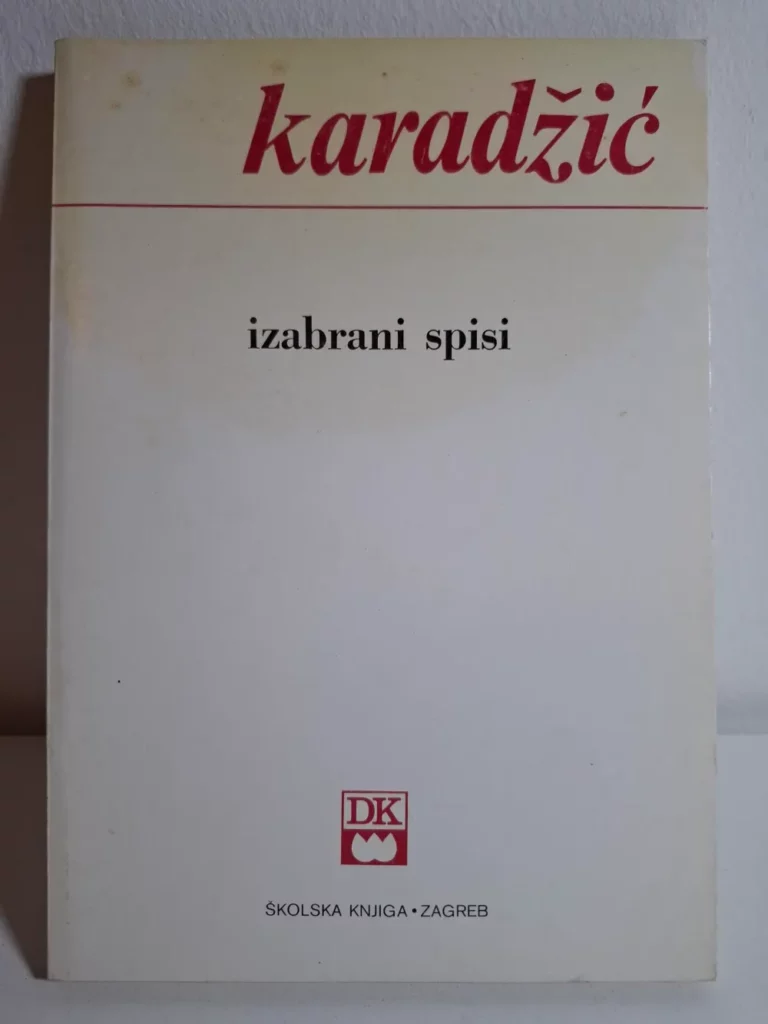 karadžić
izabrani spisi
DK
ŠKOLSKA KNJIGA • ZAGREB